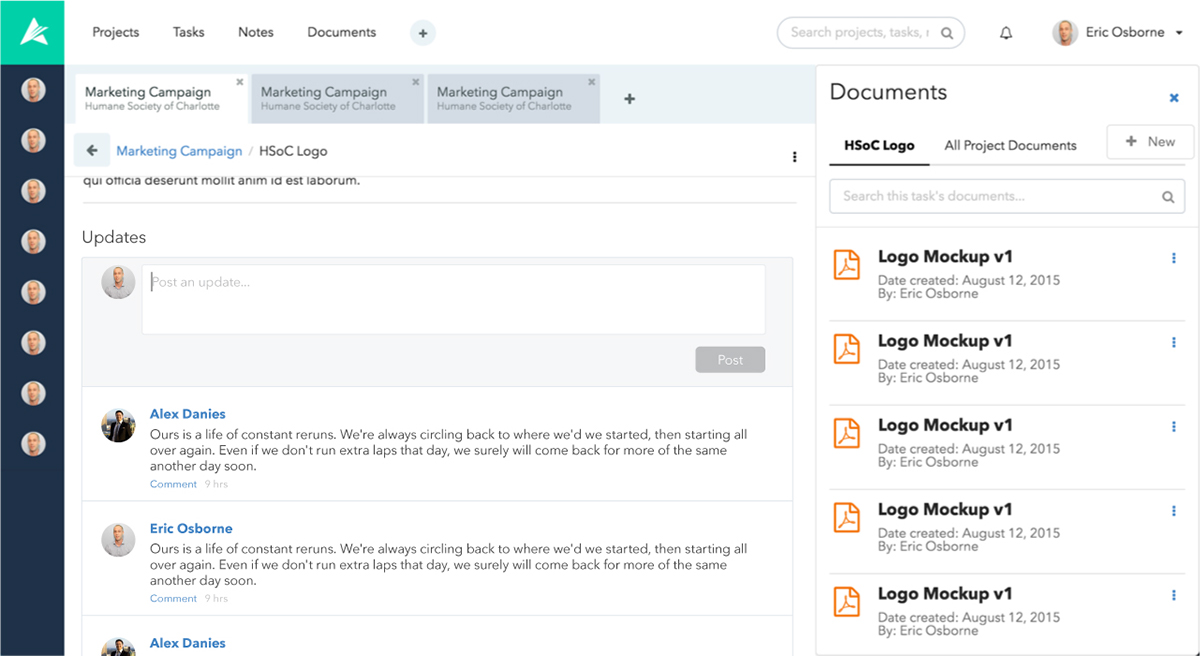 Projects Tasks Notes Documents + Search projects, tasks, Eric Osborne
Marketing Campaign
Humane Society of Charlotte
Marketing Campaign
Humane Society of Charlotte
Marketing Campaign
Humane Society of Charlotte
+
Marketing Campaign / HSoC Logo
qui officia deserunt mollit anim id est laborum.
Updates
Post an update...
Post
Alex Danies
Ours is a life of constant reruns. We're always circling back to where we'd we started, then starting all
over again. Even if we don't run extra laps that day, we surely will come back for more of the same
another day soon.
Comment 9 hrs
Eric Osborne
Ours is a life of constant reruns. We're always circling back to where we'd we started, then starting all
over again. Even if we don't run extra laps that day, we surely will come back for more of the same
another day soon.
Comment 9 hrs
Alex Danies
Documents
HSoC Logo All Project Documents + New
Search this task's documents...
Logo Mockup v1
Date created: August 12, 2015
By: Eric Osborne
Logo Mockup v1
Date created: August 12, 2015
By: Eric Osborne
Logo Mockup v1
Date created: August 12, 2015
By: Eric Osborne
Logo Mockup v1
Date created: August 12, 2015
By: Eric Osborne
Logo Mockup v1
Date created: August 12, 2015
By: Eric Osborne